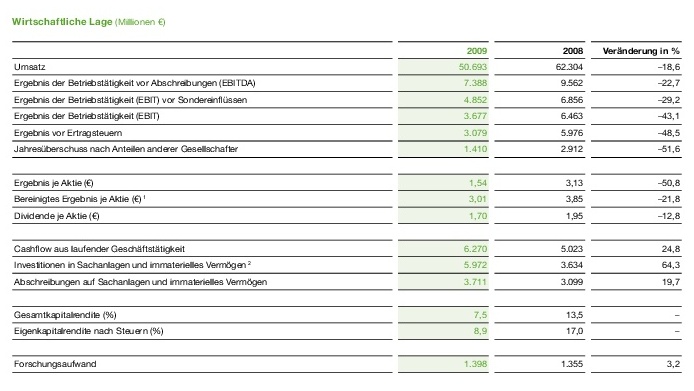 Wirtschaftliche Lage (Millionen €)
2009 2008 Veränderung in %
Umsatz 50.693 62.304 –18,6
Ergebnis der Betriebstätigkeit vor Abschreibungen (EBITDA) 7.388 9.562 –22,7
Ergebnis der Betriebstätigkeit (EBIT) vor Sondereinflüssen 4.852 6.856 –29,2
Ergebnis der Betriebstätigkeit (EBIT) 3.677 6.463 –43,1
Ergebnis vor Ertragsteuern 3.079 5.976 –48,5
Jahresüberschuss nach Anteilen anderer Gesellschafter 1.410 2.912 –51,6
Ergebnis je Aktie (€) 1,54 3,13 –50,8
Bereinigtes Ergebnis je Aktie (€) 1 3,01 3,85 –21,8
Dividende je Aktie (€) 1,70 1,95 –12,8
Cashflow aus laufender Geschäftstätigkeit 6.270 5.023 24,8
Investitionen in Sachanlagen und immaterielles Vermögen 2 5.972 3.634 64,3
Abschreibungen auf Sachanlagen und immaterielles Vermögen 3.711 3.099 19,7
Gesamtkapitalrendite (%) 7,5 13,5 –
Eigenkapitalrendite nach Steuern (%) 8,9 17,0 –
Forschungsaufwand 1.398 1.355 3,2